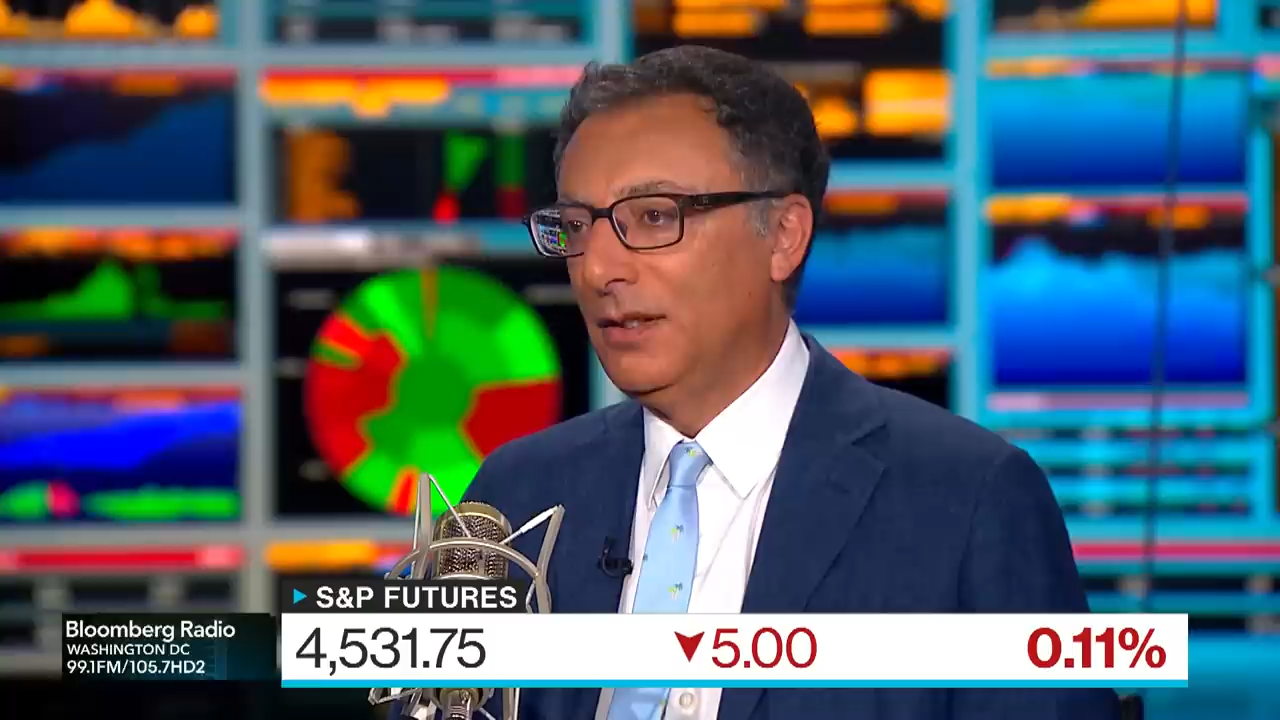 S&P FUTURES
Bloomberg Radio
WASHINGTON DC
99.1FM/105.7HD2
4,531.75 5.00 0.11%